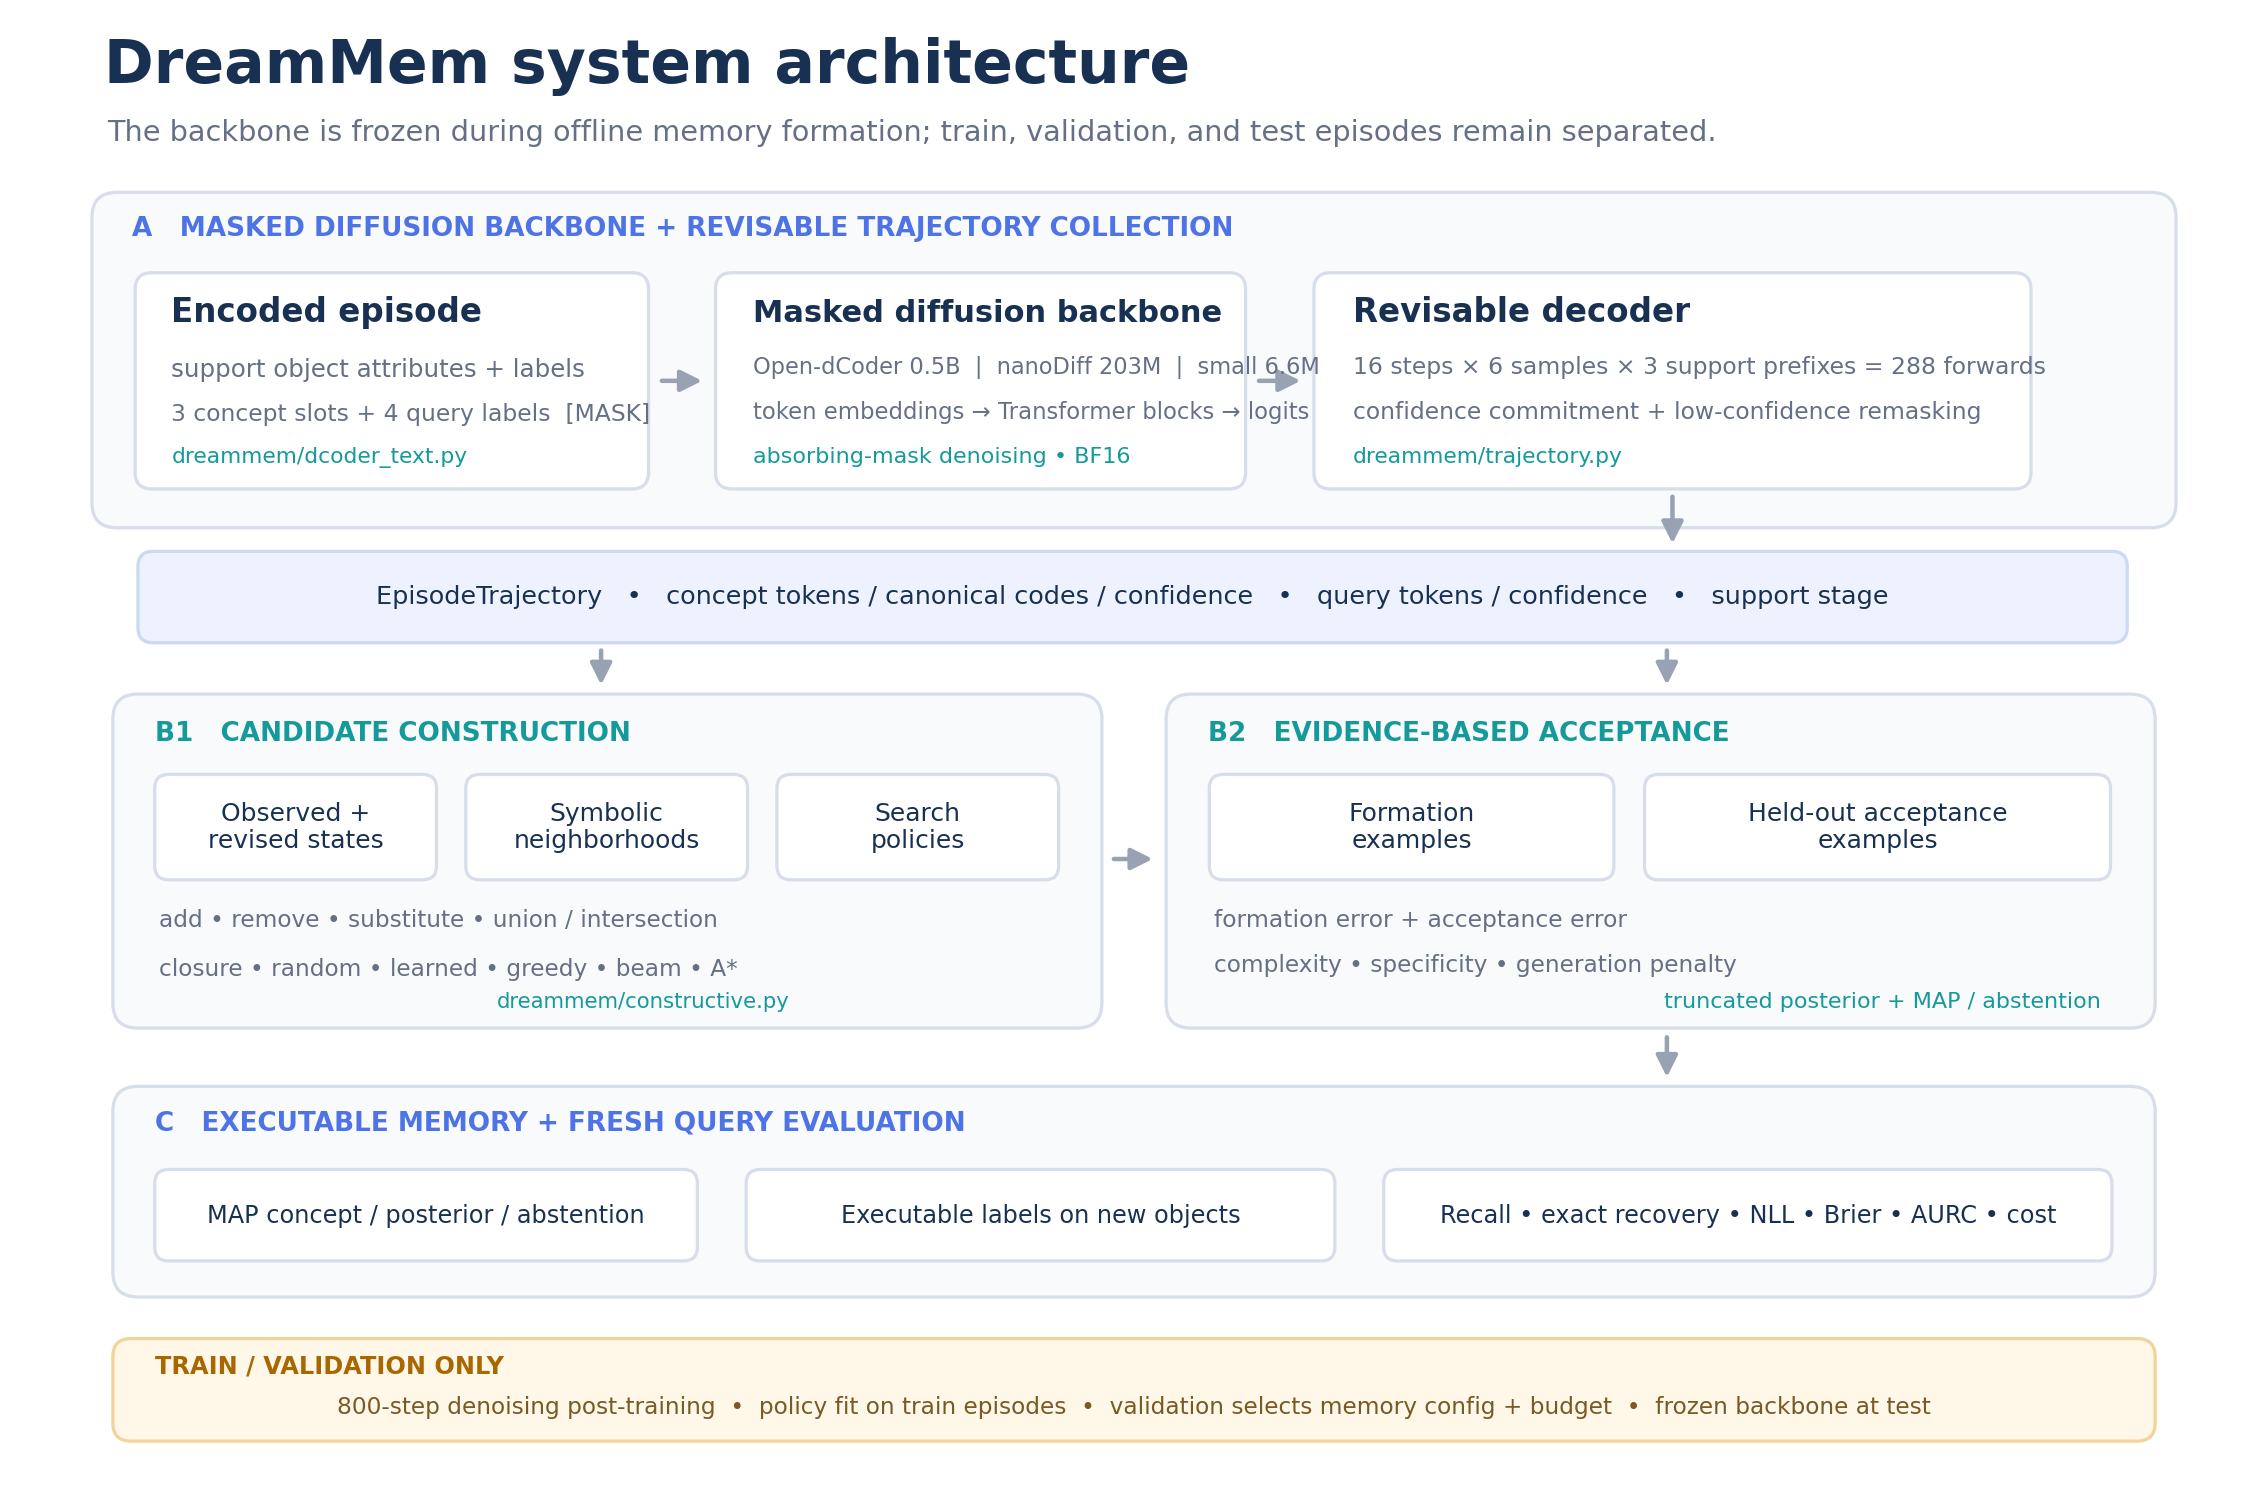 DreamMem system architecture
The backbone is frozen during offline memory formation; train, validation, and test episodes remain separated.
A MASKED DIFFUSION BACKBONE + REVISABLE TRAJECTORY COLLECTION
Encoded episode
support object attributes + labels
3 concept slots + 4 query labels [MASK]
dreammem/dcoder_text.py
Masked diffusion backbone
Open-dCoder 0.5B | nanoDiff 203M | small 6.6M
token embeddings → Transformer blocks → logits
absorbing-mask denoising • BF16
Revisable decoder
16 steps × 6 samples × 3 support prefixes = 288 forwards
confidence commitment + low-confidence remasking
dreammem/trajectory.py
EpisodeTrajectory • concept tokens / canonical codes / confidence • query tokens / confidence • support stage
B1 CANDIDATE CONSTRUCTION
Observed +
revised states
Symbolic
neighborhoods
Search
policies
add • remove • substitute • union / intersection
closure • random • learned • greedy • beam • A*
dreammem/constructive.py
B2 EVIDENCE-BASED ACCEPTANCE
Formation
examples
Held-out acceptance
examples
formation error + acceptance error
complexity • specificity • generation penalty
truncated posterior + MAP / abstention
C EXECUTABLE MEMORY + FRESH QUERY EVALUATION
MAP concept / posterior / abstention
Executable labels on new objects
Recall • exact recovery • NLL • Brier • AURC • cost
TRAIN / VALIDATION ONLY
800-step denoising post-training • policy fit on train episodes • validation selects memory config + budget • frozen backbone at test